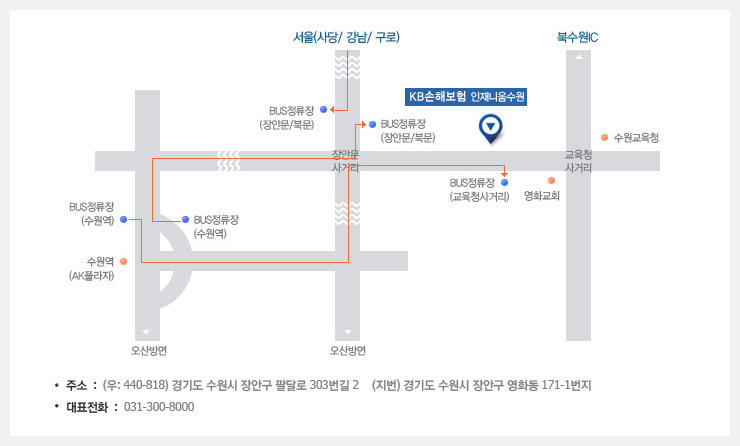 서울(사당/ 강남/ 구로)
북수원IC
KB손해보험 인재니움수원
BUS정류장
(장안문/북문)
BUS정류장
(장안문/북문)
수원교육청
장안문
사거리
교육청
사거리
BUS정류장
(교육청사거리)
영화교회
BUS정류장
(수원역)
BUS정류장
(수원역)
수원역
(AK플라자)
오산방면
오산방면
• 주소 : (우: 440-818) 경기도 수원시 장안구 팔달로 303번길 2 (지번) 경기도 수원시 장안구 영화동 171-1번지
• 대표전화 : 031-300-8000